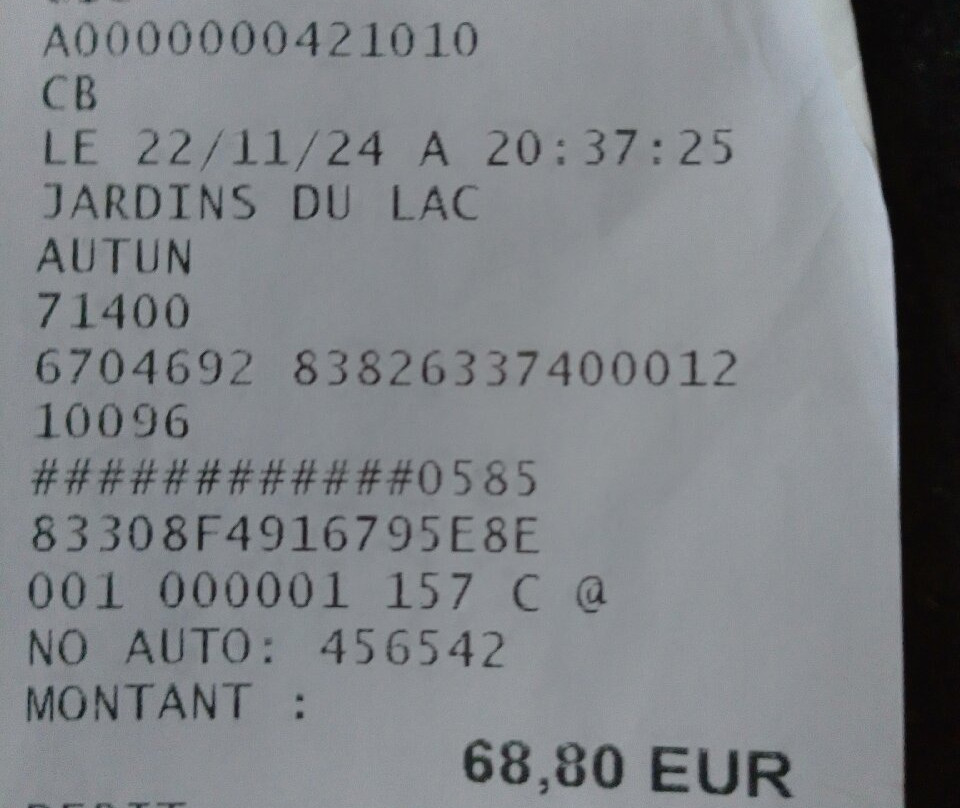 A0000000421010
CB
LE 22/11/24 A 20:37:25
JARDINS DU LAC
AUTUN
71400
6704692 83826337400012
10096
############0585
83308F4916795E8E
001 000001 157 C @
NO AUTO: 456542
MONTANT :
68,80 EUR